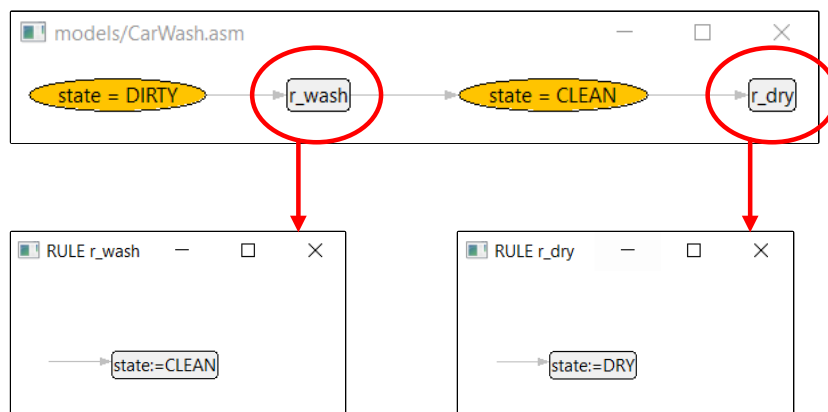 models/CarWash.asm
state = DIRTY
r_wash
state = CLEAN
r_dry
RULE r_wash
RULE r_dry
state:=CLEAN
state:=DRY